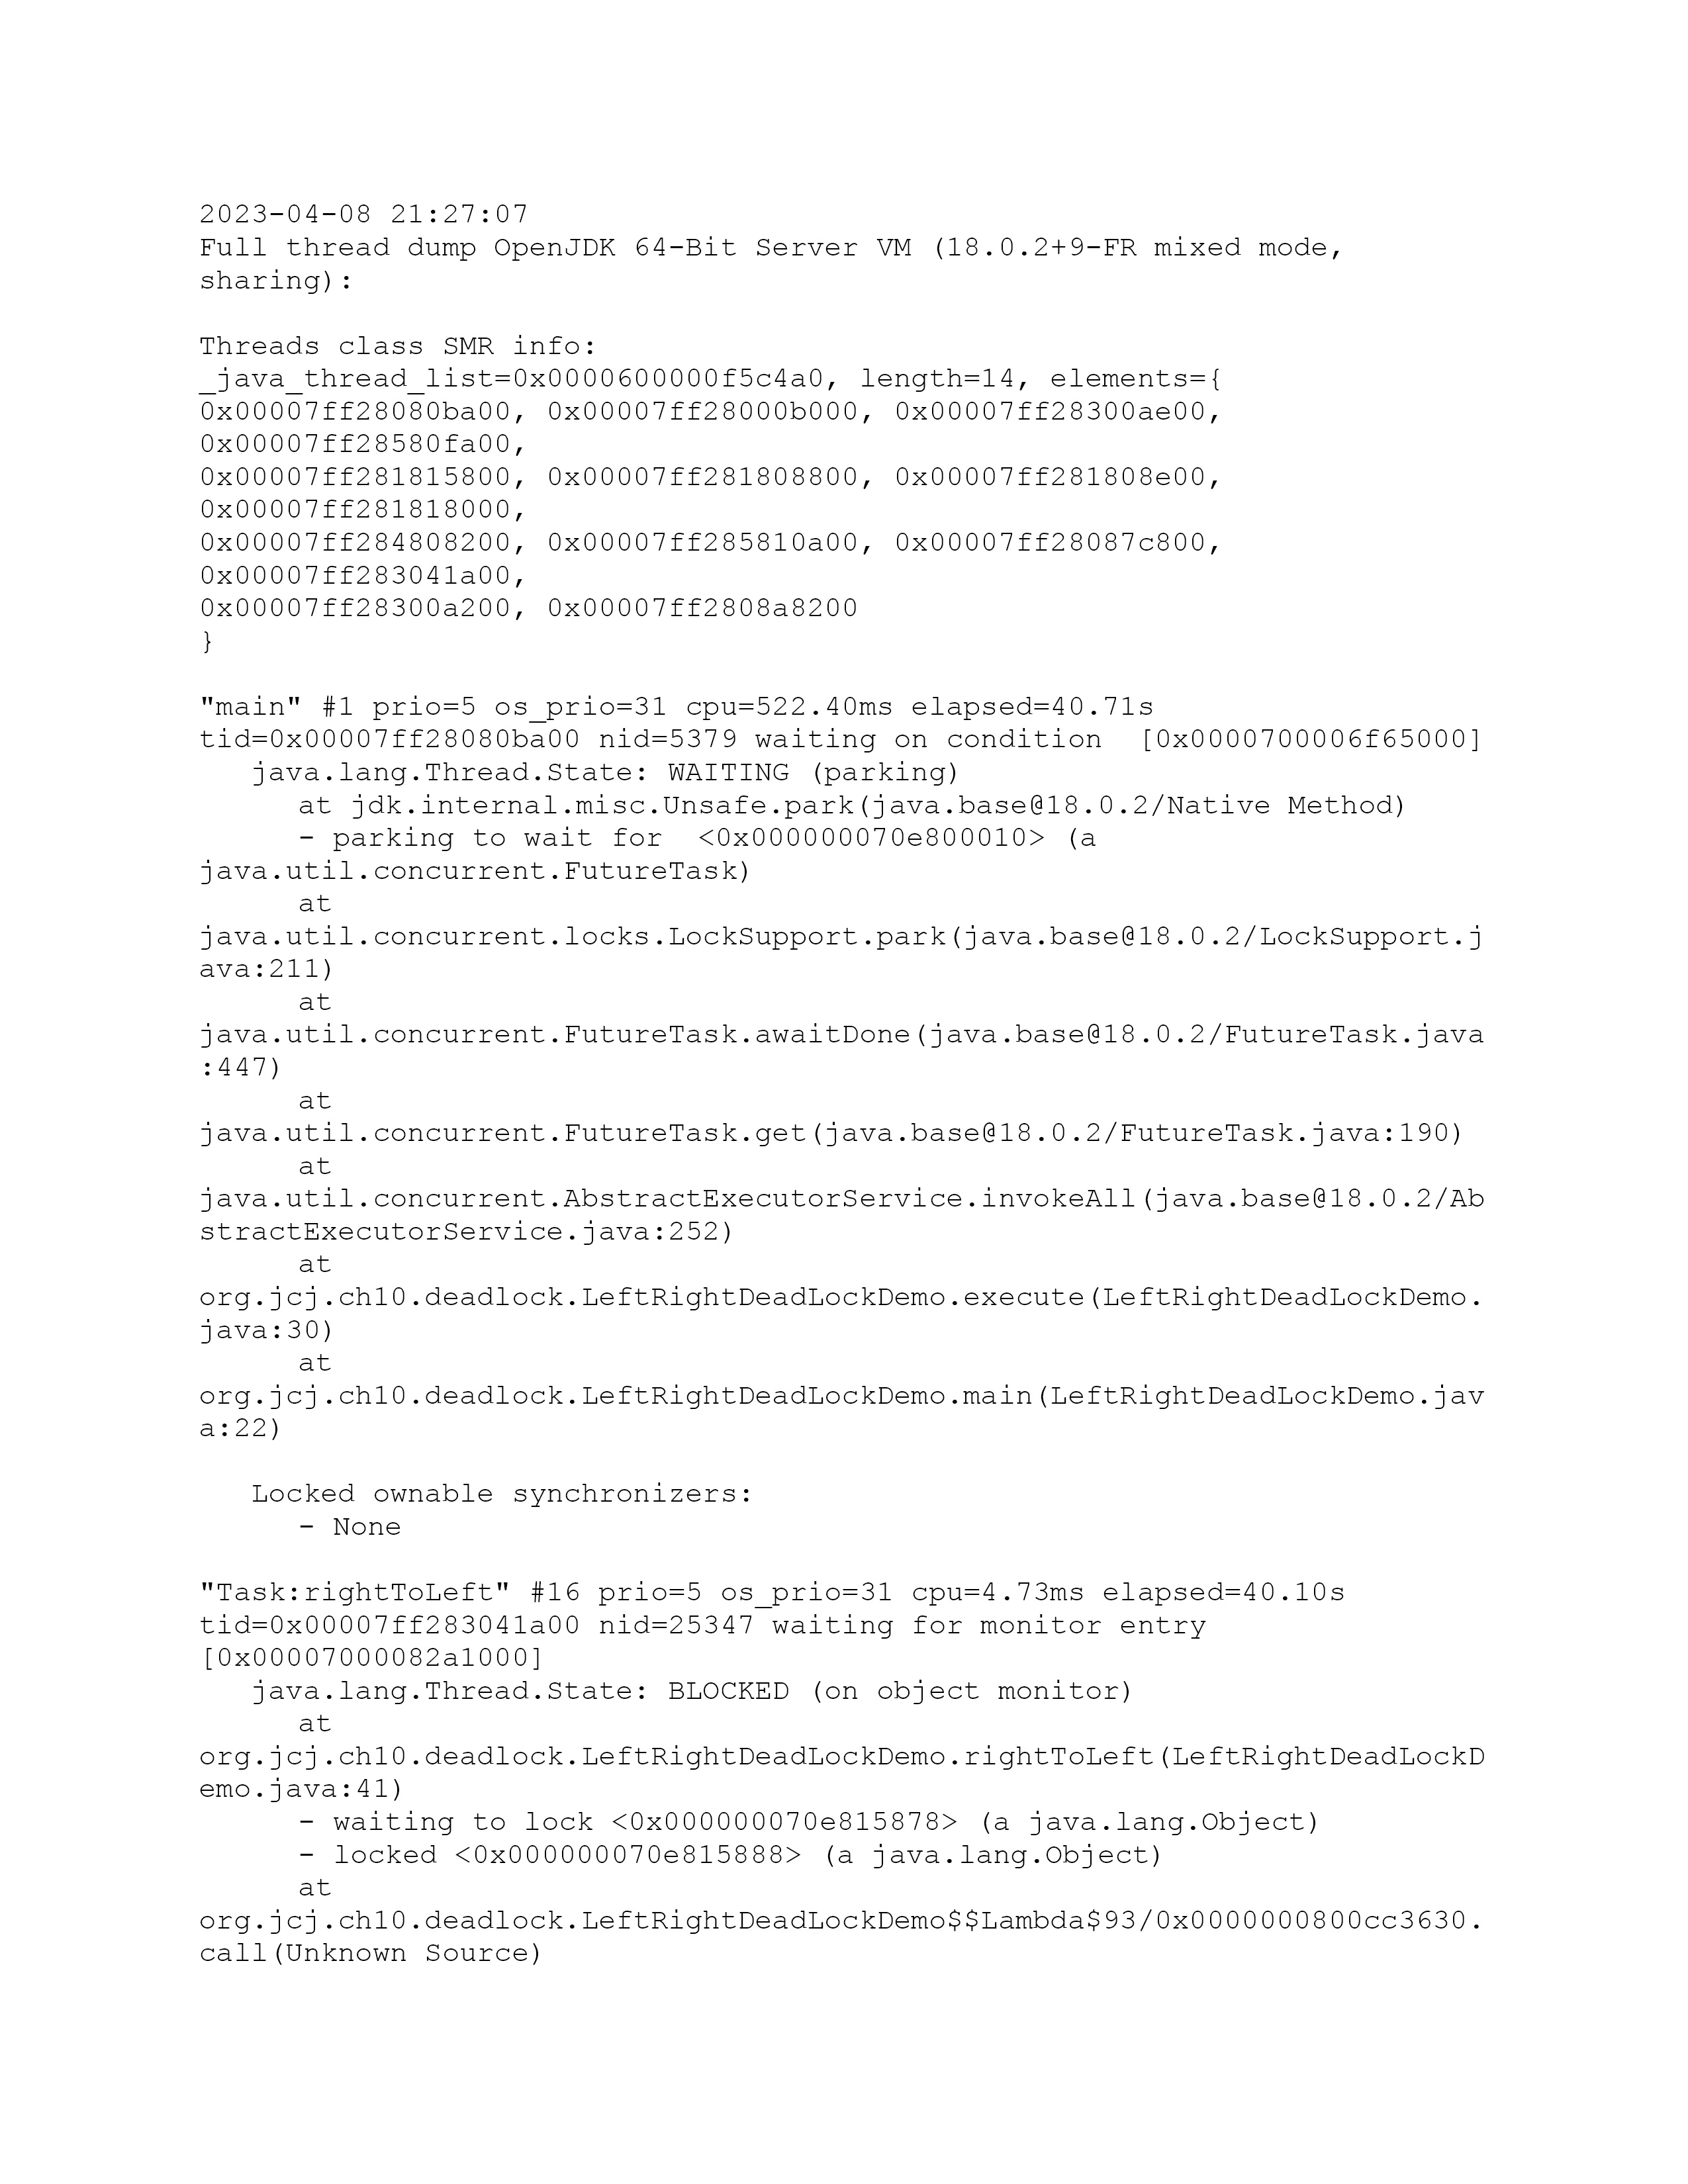 2023-04-08 21:27:07
Full thread dump OpenJDK 64-Bit Server VM (18.0.2+9-FR mixed mode,
sharing):
Threads class SMR info:
_java_thread_list=0x0000600000f5c4a0, length=14, elements={
0x00007ff28080ba00, 0x00007ff28000b000, 0x00007ff28300ae00,
0x00007ff28580fa00,
0x00007ff281815800, 0x00007ff281808800, 0x00007ff281808e00,
0x00007ff281818000,
0x00007ff284808200, 0x00007ff285810a00, 0x00007ff28087c800,
0x00007ff283041a00,
0x00007ff28300a200, 0x00007ff2808a8200
}
"main" #1 prio=5 os_prio=31 cpu=522.40ms elapsed=40.71s
tid=0x00007ff28080ba00 nid=5379 waiting on condition  [0x0000700006f65000]
   java.lang.Thread.State: WAITING (parking)
      at jdk.internal.misc.Unsafe.park(java.base@18.0.2/Native Method)
      - parking to wait for  <0x000000070e800010> (a
java.util.concurrent.FutureTask)
      at
java.util.concurrent.locks.LockSupport.park(java.base@18.0.2/LockSupport.j
ava:211)
      at
java.util.concurrent.FutureTask.awaitDone(java.base@18.0.2/FutureTask.java
:447)
      at
java.util.concurrent.FutureTask.get(java.base@18.0.2/FutureTask.java:190)
      at
java.util.concurrent.AbstractExecutorService.invokeAll(java.base@18.0.2/Ab
stractExecutorService.java:252)
      at
org.jcj.ch10.deadlock.LeftRightDeadLockDemo.execute(LeftRightDeadLockDemo.
java:30)
      at
org.jcj.ch10.deadlock.LeftRightDeadLockDemo.main(LeftRightDeadLockDemo.jav
a:22)
   Locked ownable synchronizers:
      - None
"Task:rightToLeft" #16 prio=5 os_prio=31 cpu=4.73ms elapsed=40.10s
tid=0x00007ff283041a00 nid=25347 waiting for monitor entry
[0x00007000082a1000]
   java.lang.Thread.State: BLOCKED (on object monitor)
      at
org.jcj.ch10.deadlock.LeftRightDeadLockDemo.rightToLeft(LeftRightDeadLockD
emo.java:41)
      - waiting to lock <0x000000070e815878> (a java.lang.Object)
      - locked <0x000000070e815888> (a java.lang.Object)
      at
org.jcj.ch10.deadlock.LeftRightDeadLockDemo$$Lambda$93/0x0000000800cc3630.
call(Unknown Source)